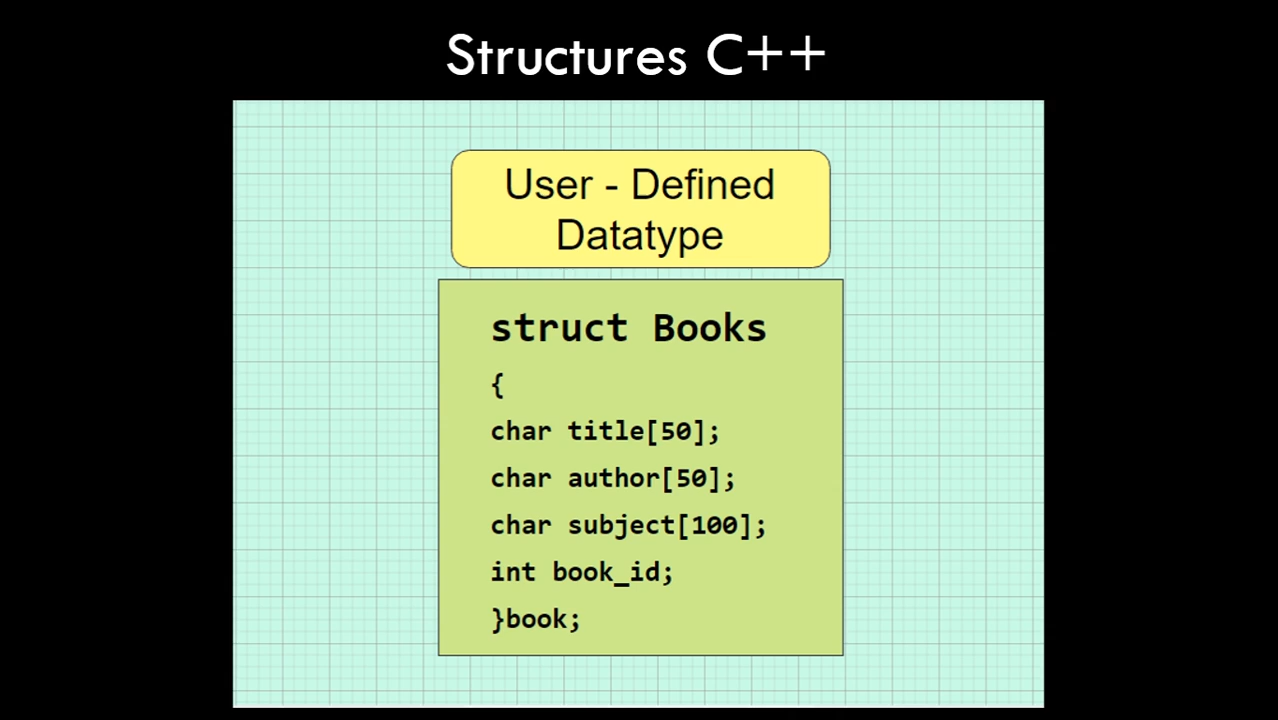 Structures C++
User - Defined
Datatype
struct Books
{
char title[50];
char author[50];
char subject[100];
int book_id;
}book;